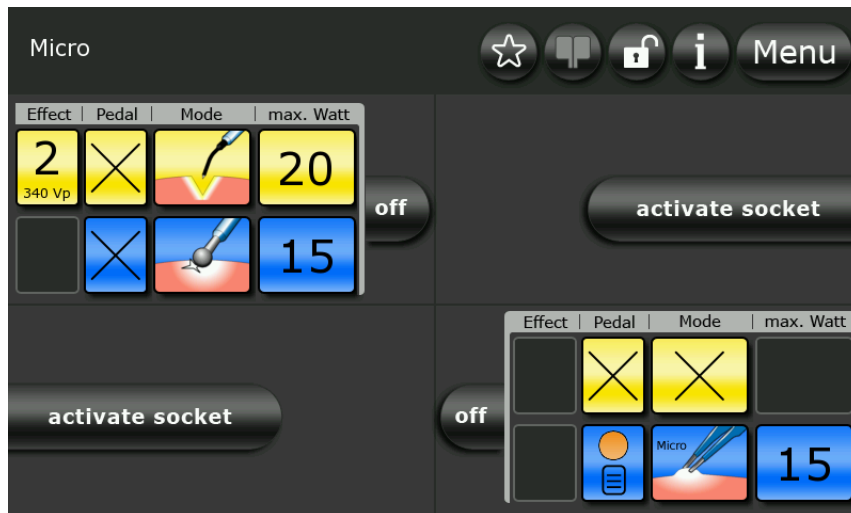 Micro
i
Menu
Effect | Pedal | Mode | max. Watt
2
340 Vp
20
off
activate socket
15
Effect | Pedal | Mode | max. Watt
activate socket
off
Micro
15